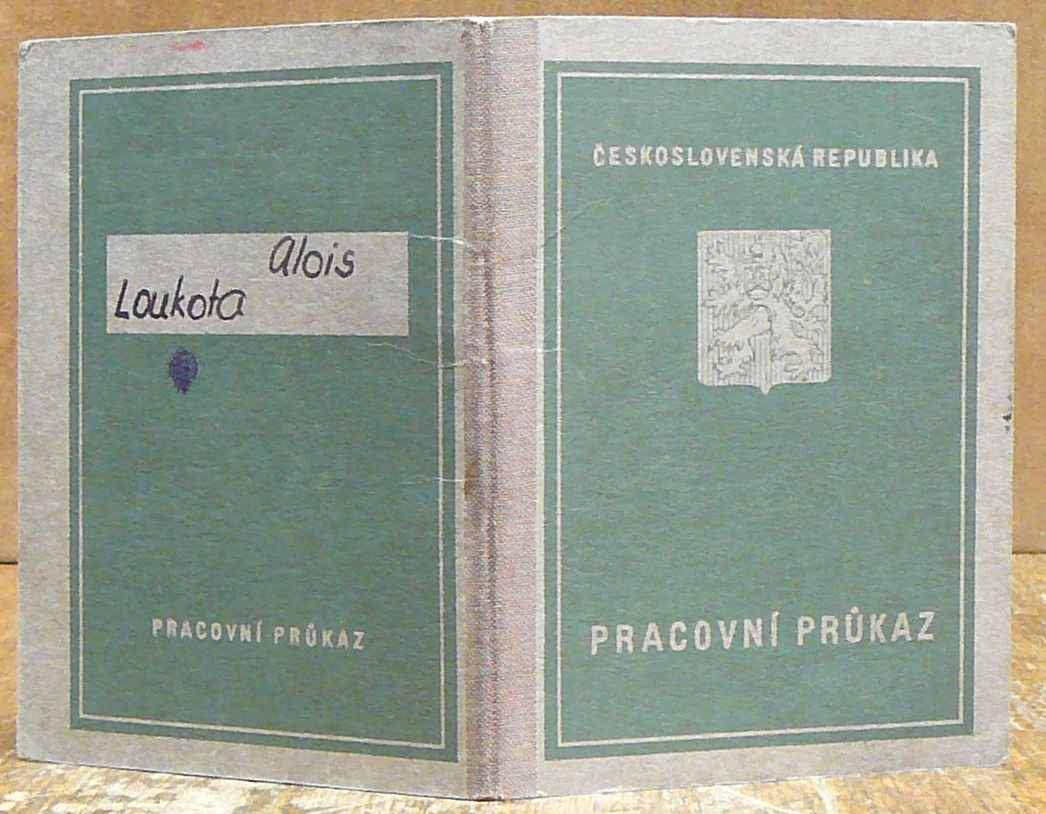 Alois
Loukota
PRACOVNÍ PRŮKAZ
ČESKOSLOVENSKÁ REPUBLIKA
PRACOVNÍ PRŮKAZ